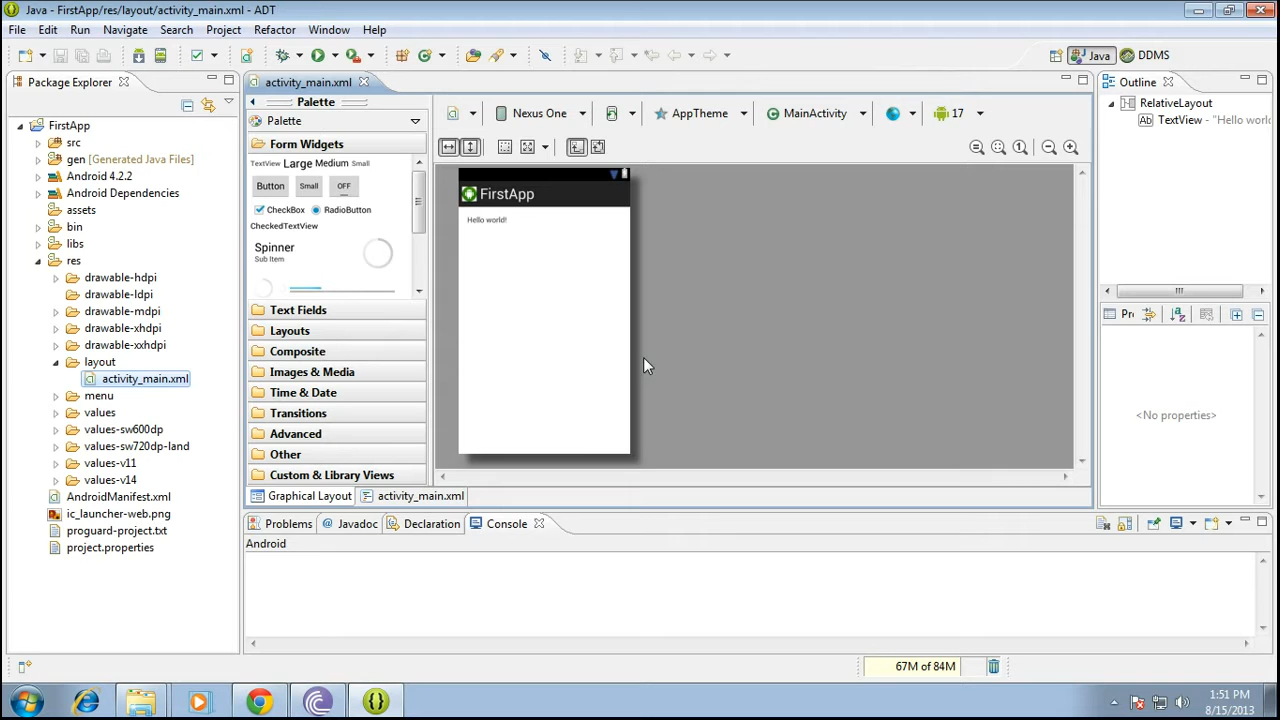 Java - FirstApp/res/layout/activity_main.xml - ADT
File Edit Run Navigate Search Project Refactor Window Help
Java DDMS
Package Explorer
FirstApp
src
gen [Generated Java Files]
Android 4.2.2
Android Dependencies
assets
bin
libs
res
drawable-hdpi
drawable-ldpi
drawable-mdpi
drawable-xhdpi
drawable-xxhdpi
layout
activity_main.xml
menu
values
values-sw600dp
values-sw720dp-land
values-v11
values-v14
AndroidManifest.xml
ic_launcher-web.png
proguard-project.txt
project.properties
activity_main.xml
Palette
Palette
Form Widgets
TextView Large Medium Small
Button Small OFF
CheckBox RadioButton
CheckedTextView
Spinner
Sub Item
Text Fields
Layouts
Composite
Images & Media
Time & Date
Transitions
Advanced
Other
Custom & Library Views
Graphical Layout activity_main.xml
Nexus One AppTheme MainActivity 17
FirstApp
Hello world!
Outline
RelativeLayout
Ab TextView - "Hello worl
Pr
<No properties>
Problems @ Javadoc Declaration Console
Android
67M of 84M
1:51 PM
8/15/2013